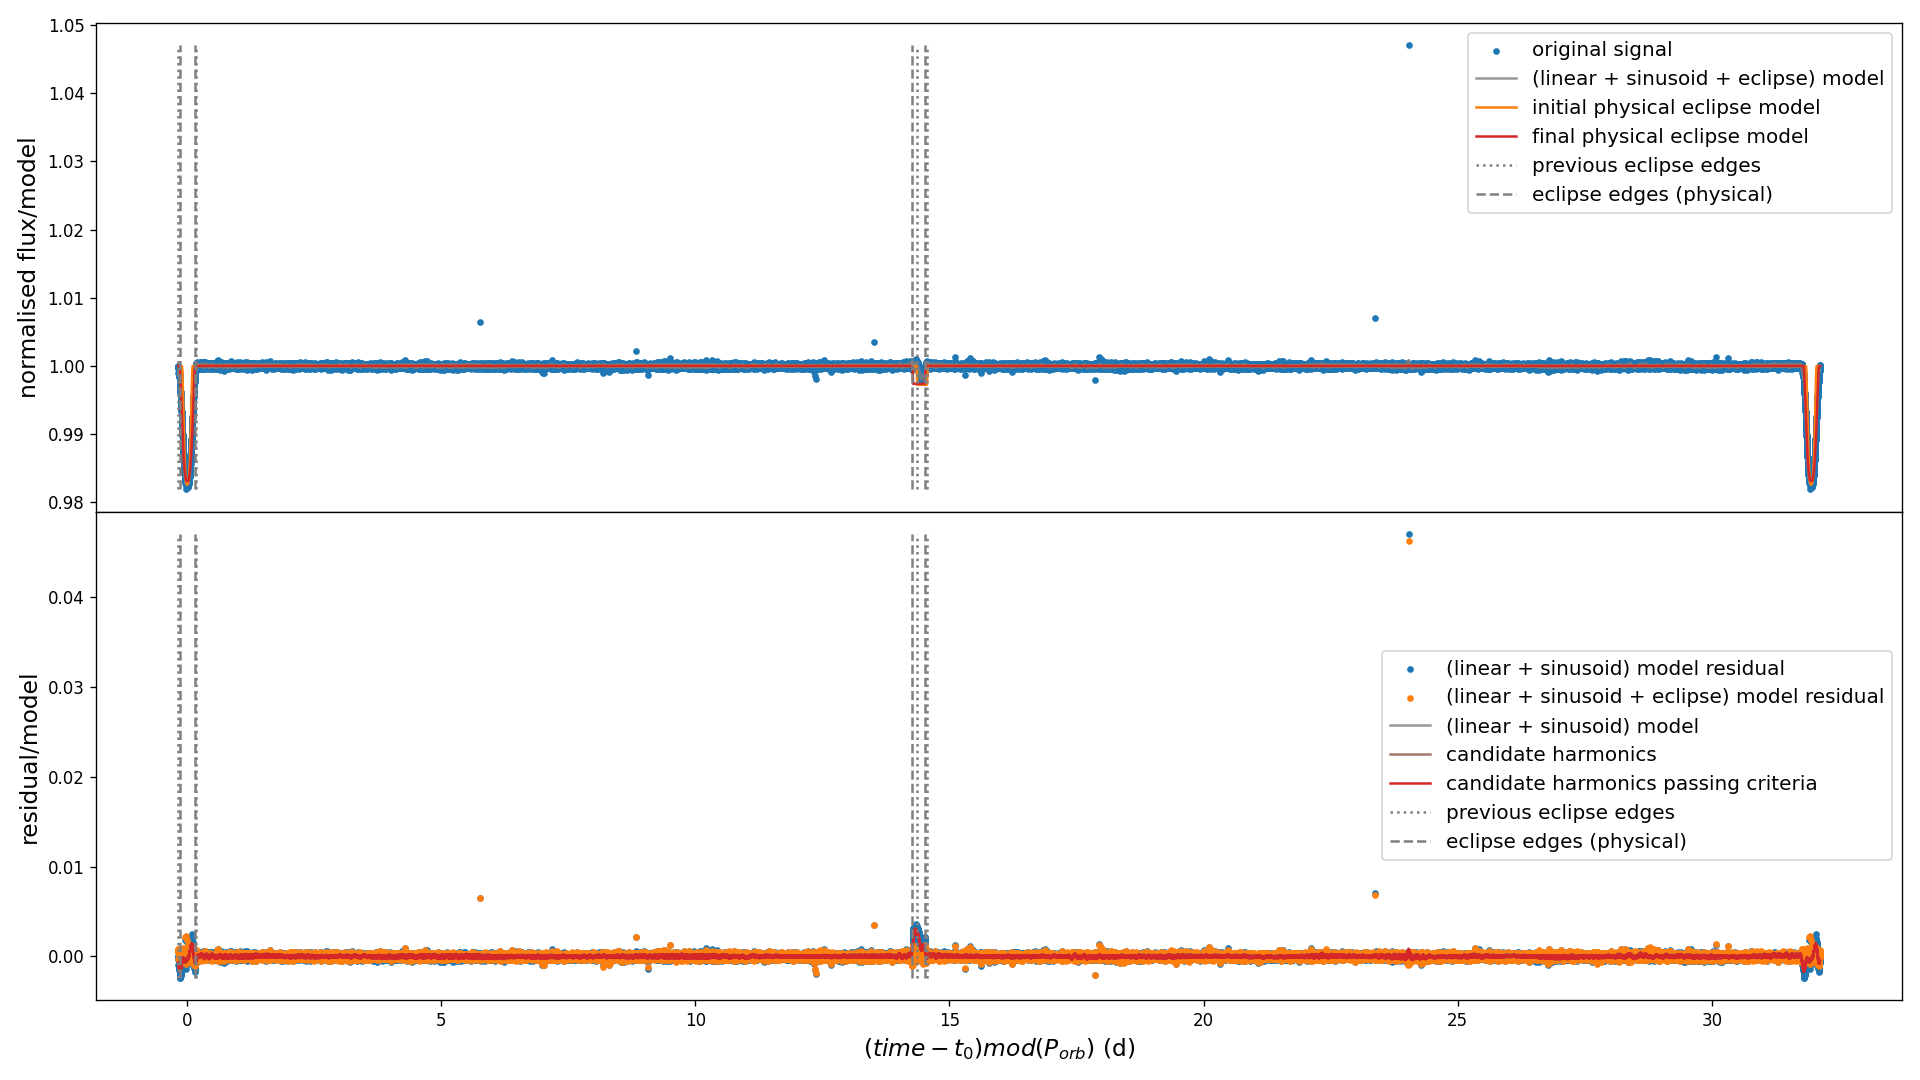 1.05
1.04
1.03
1.02
1.01
1.00
0.99
0.98
normalised flux/model
original signal
(linear + sinusoid + eclipse) model
initial physical eclipse model
final physical eclipse model
previous eclipse edges
eclipse edges (physical)
0.04
0.03
0.02
0.01
0.00
residual/model
(linear + sinusoid) model residual
(linear + sinusoid + eclipse) model residual
(linear + sinusoid) model
candidate harmonics
candidate harmonics passing criteria
previous eclipse edges
eclipse edges (physical)
0 5 10 15 20 25 30
(time − t₀)mod(Pₒᵣb) (d)